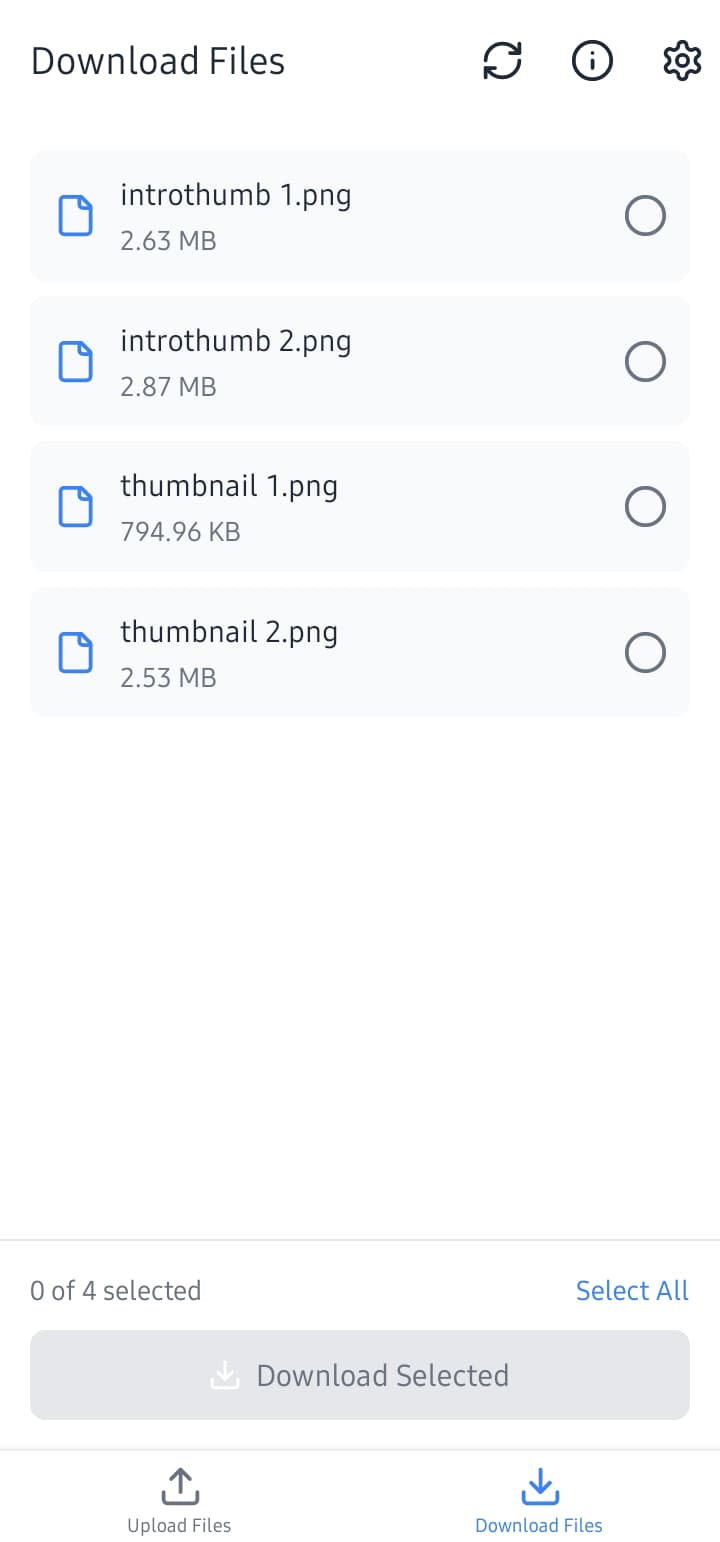 Download Files
introthumb 1.png
2.63 MB
introthumb 2.png
2.87 MB
thumbnail 1.png
794.96 KB
thumbnail 2.png
2.53 MB
0 of 4 selected
Select All
Download Selected
Upload Files
Download Files